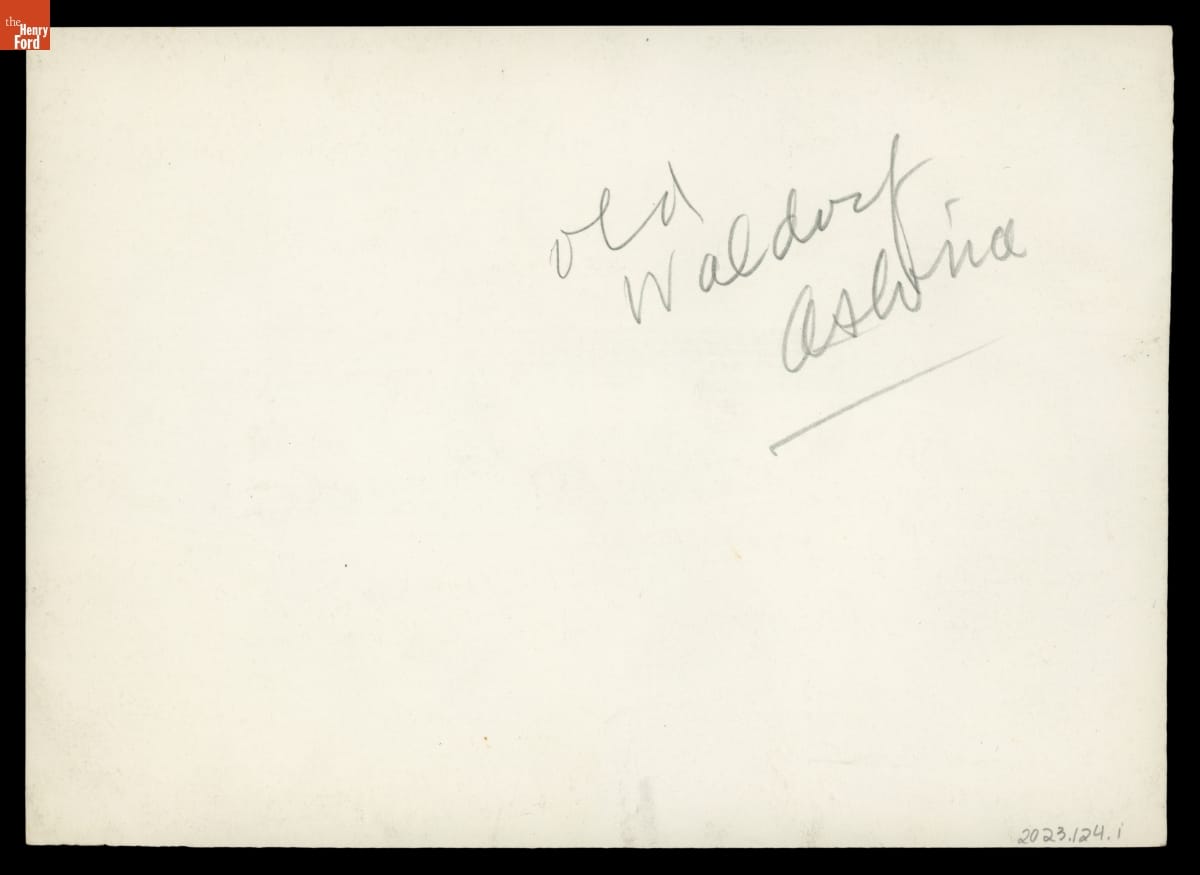 the
Henry
Ford
old
Waldorf
Astoria
2023.124.1